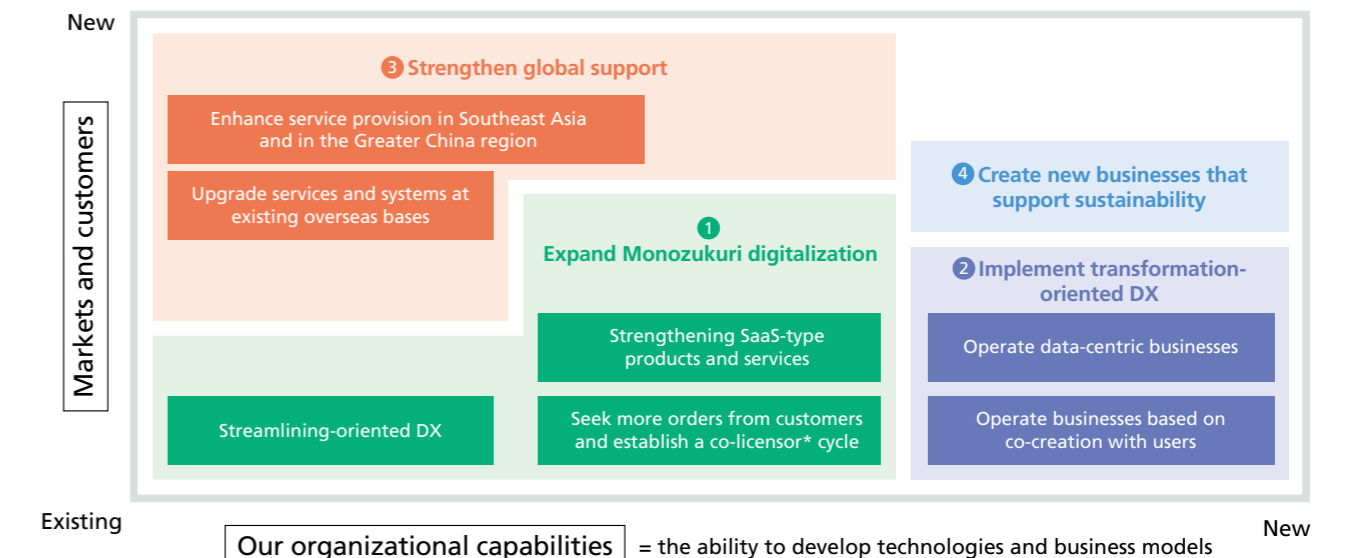 New
Markets and customers
❸ Strengthen global support
Enhance service provision in Southeast Asia
and in the Greater China region
Upgrade services and systems at
existing overseas bases
❶
Expand Monozukuri digitalization
Strengthening SaaS-type
products and services
Streamlining-oriented DX
Seek more orders from customers
and establish a co-licensor* cycle
❹ Create new businesses that
support sustainability
❷ Implement transformation-
oriented DX
Operate data-centric businesses
Operate businesses based on
co-creation with users
Existing
New
Our organizational capabilities = the ability to develop technologies and business models